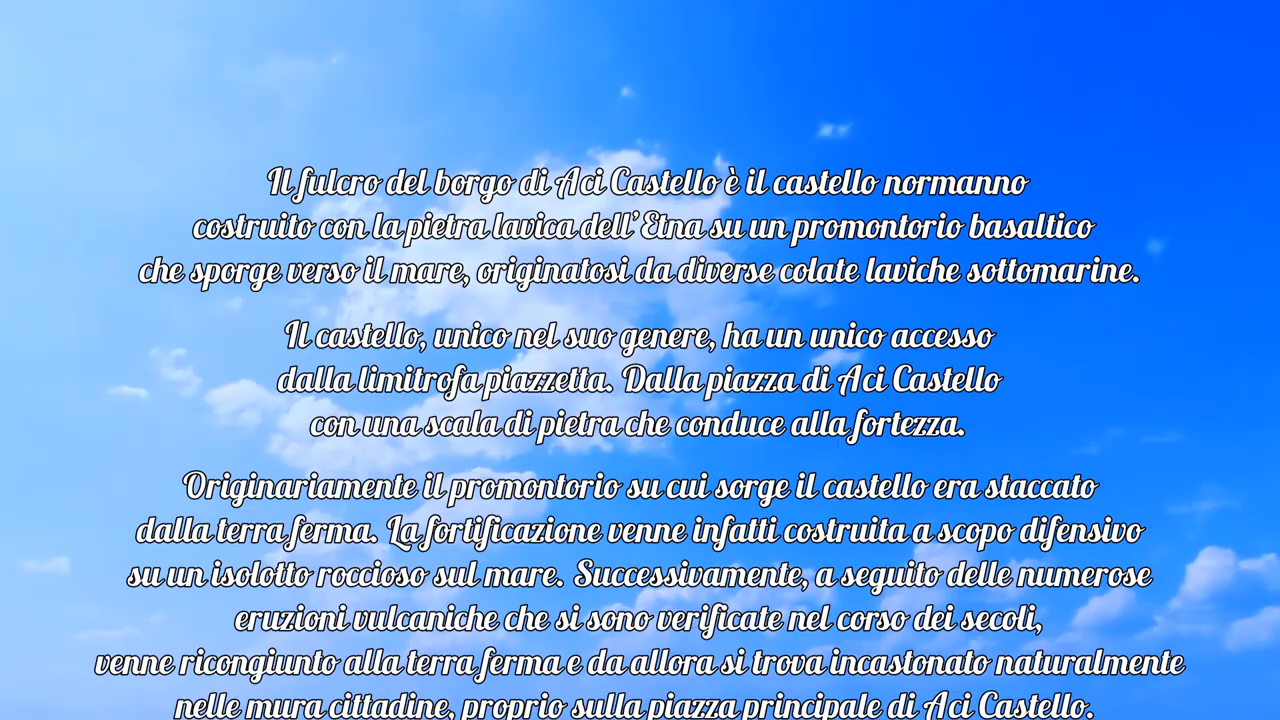 Il fulcro del borgo di Aci Castello è il castello normanno
costruito con la pietra lavica dell'Etna su un promontorio basaltico
che sporge verso il mare, originatosi da diverse colate laviche sottomarine.
Il castello, unico nel suo genere, ha un unico accesso
dalla limitrofa piazzetta. Dalla piazza di Aci Castello
con una scala di pietra che conduce alla fortezza.
Originariamente il promontorio su cui sorge il castello era staccato
dalla terra ferma. La fortificazione venne infatti costruita a scopo difensivo
su un isolotto roccioso sul mare. Successivamente, a seguito delle numerose
eruzioni vulcaniche che si sono verificate nel corso dei secoli,
venne ricongiunto alla terra ferma e da allora si trova incastonato naturalmente
nelle mura cittadine, proprio sulla piazza principale di Aci Castello.